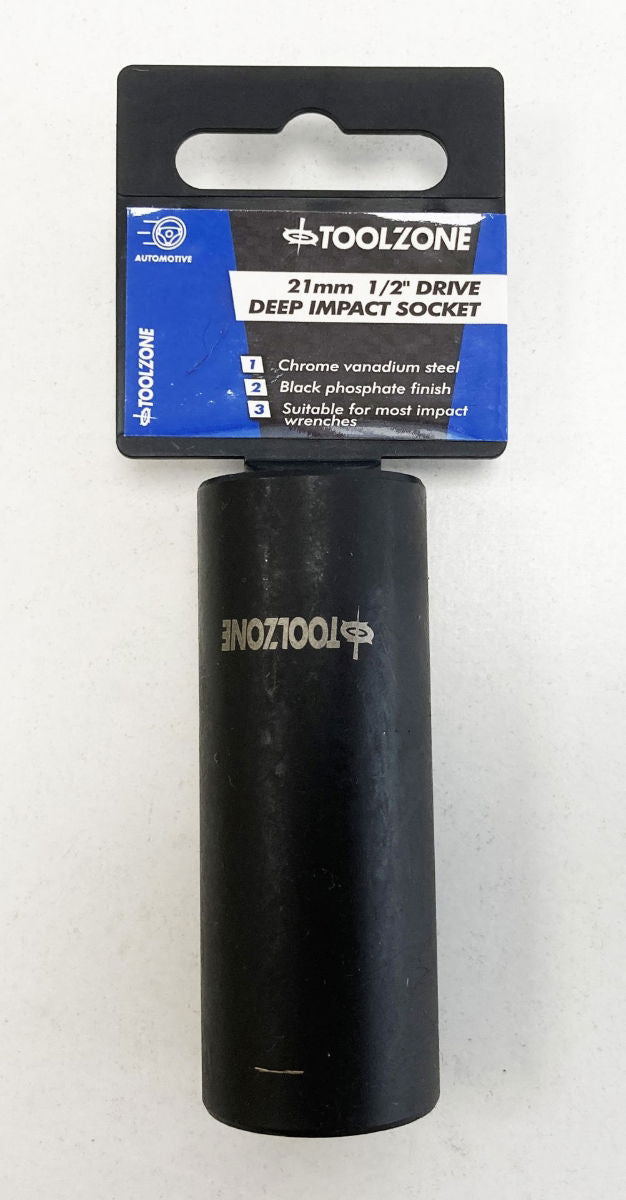 TOOLZONE
AUTOMOTIVE
21mm 1/2" DRIVE
DEEP IMPACT SOCKET
TOOLZONE
1 Chrome vanadium steel
2 Black phosphate finish
3 Suitable for most impact
wrenches
TOOLZONE